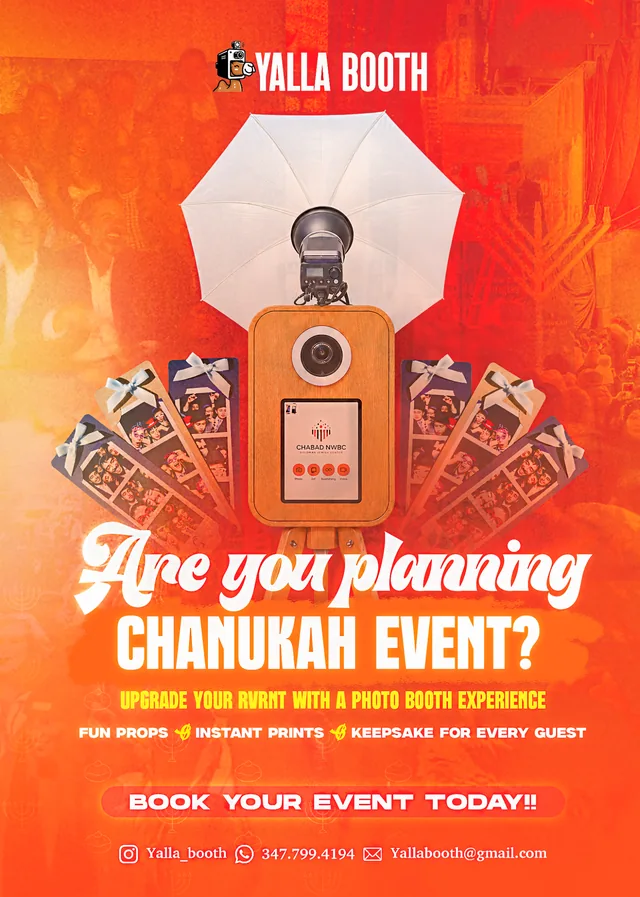 YALLA BOOTH
CHABAD NWBC
Are you planning
CHANUKAH EVENT?
UPGRADE YOUR RVRNT WITH A PHOTO BOOTH EXPERIENCE
FUN PROPS INSTANT PRINTS KEEPSAKE FOR EVERY GUEST
BOOK YOUR EVENT TODAY!!
Yalla_booth 347.799.4194 Yallabooth@gmail.com